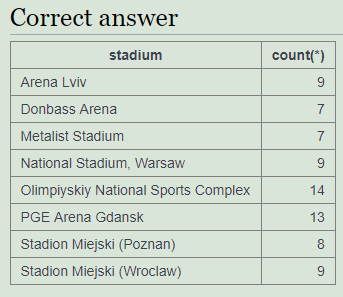 Correct answer
stadium count(*)
Arena Lviv 9
Donbass Arena 7
Metalist Stadium 7
National Stadium, Warsaw 9
Olimpiyskiy National Sports Complex 14
PGE Arena Gdansk 13
Stadion Miejski (Poznan) 8
Stadion Miejski (Wroclaw) 9